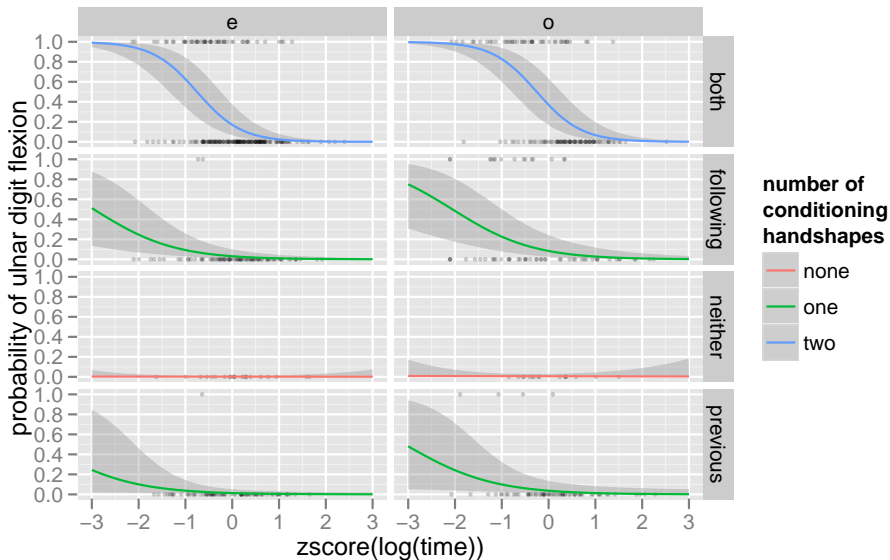 e o
1.0
0.8
0.6
0.4
0.2
0.0
both
1.0
0.8
0.6
0.4
0.2
0.0
following
1.0
0.8
0.6
0.4
0.2
0.0
neither
1.0
0.8
0.6
0.4
0.2
0.0
previous
−3 −2 −1 0 1 2 3 −3 −2 −1 0 1 2 3
zscore(log(time))
probability of ulnar digit flexion
number of
conditioning
handshapes
none
one
two